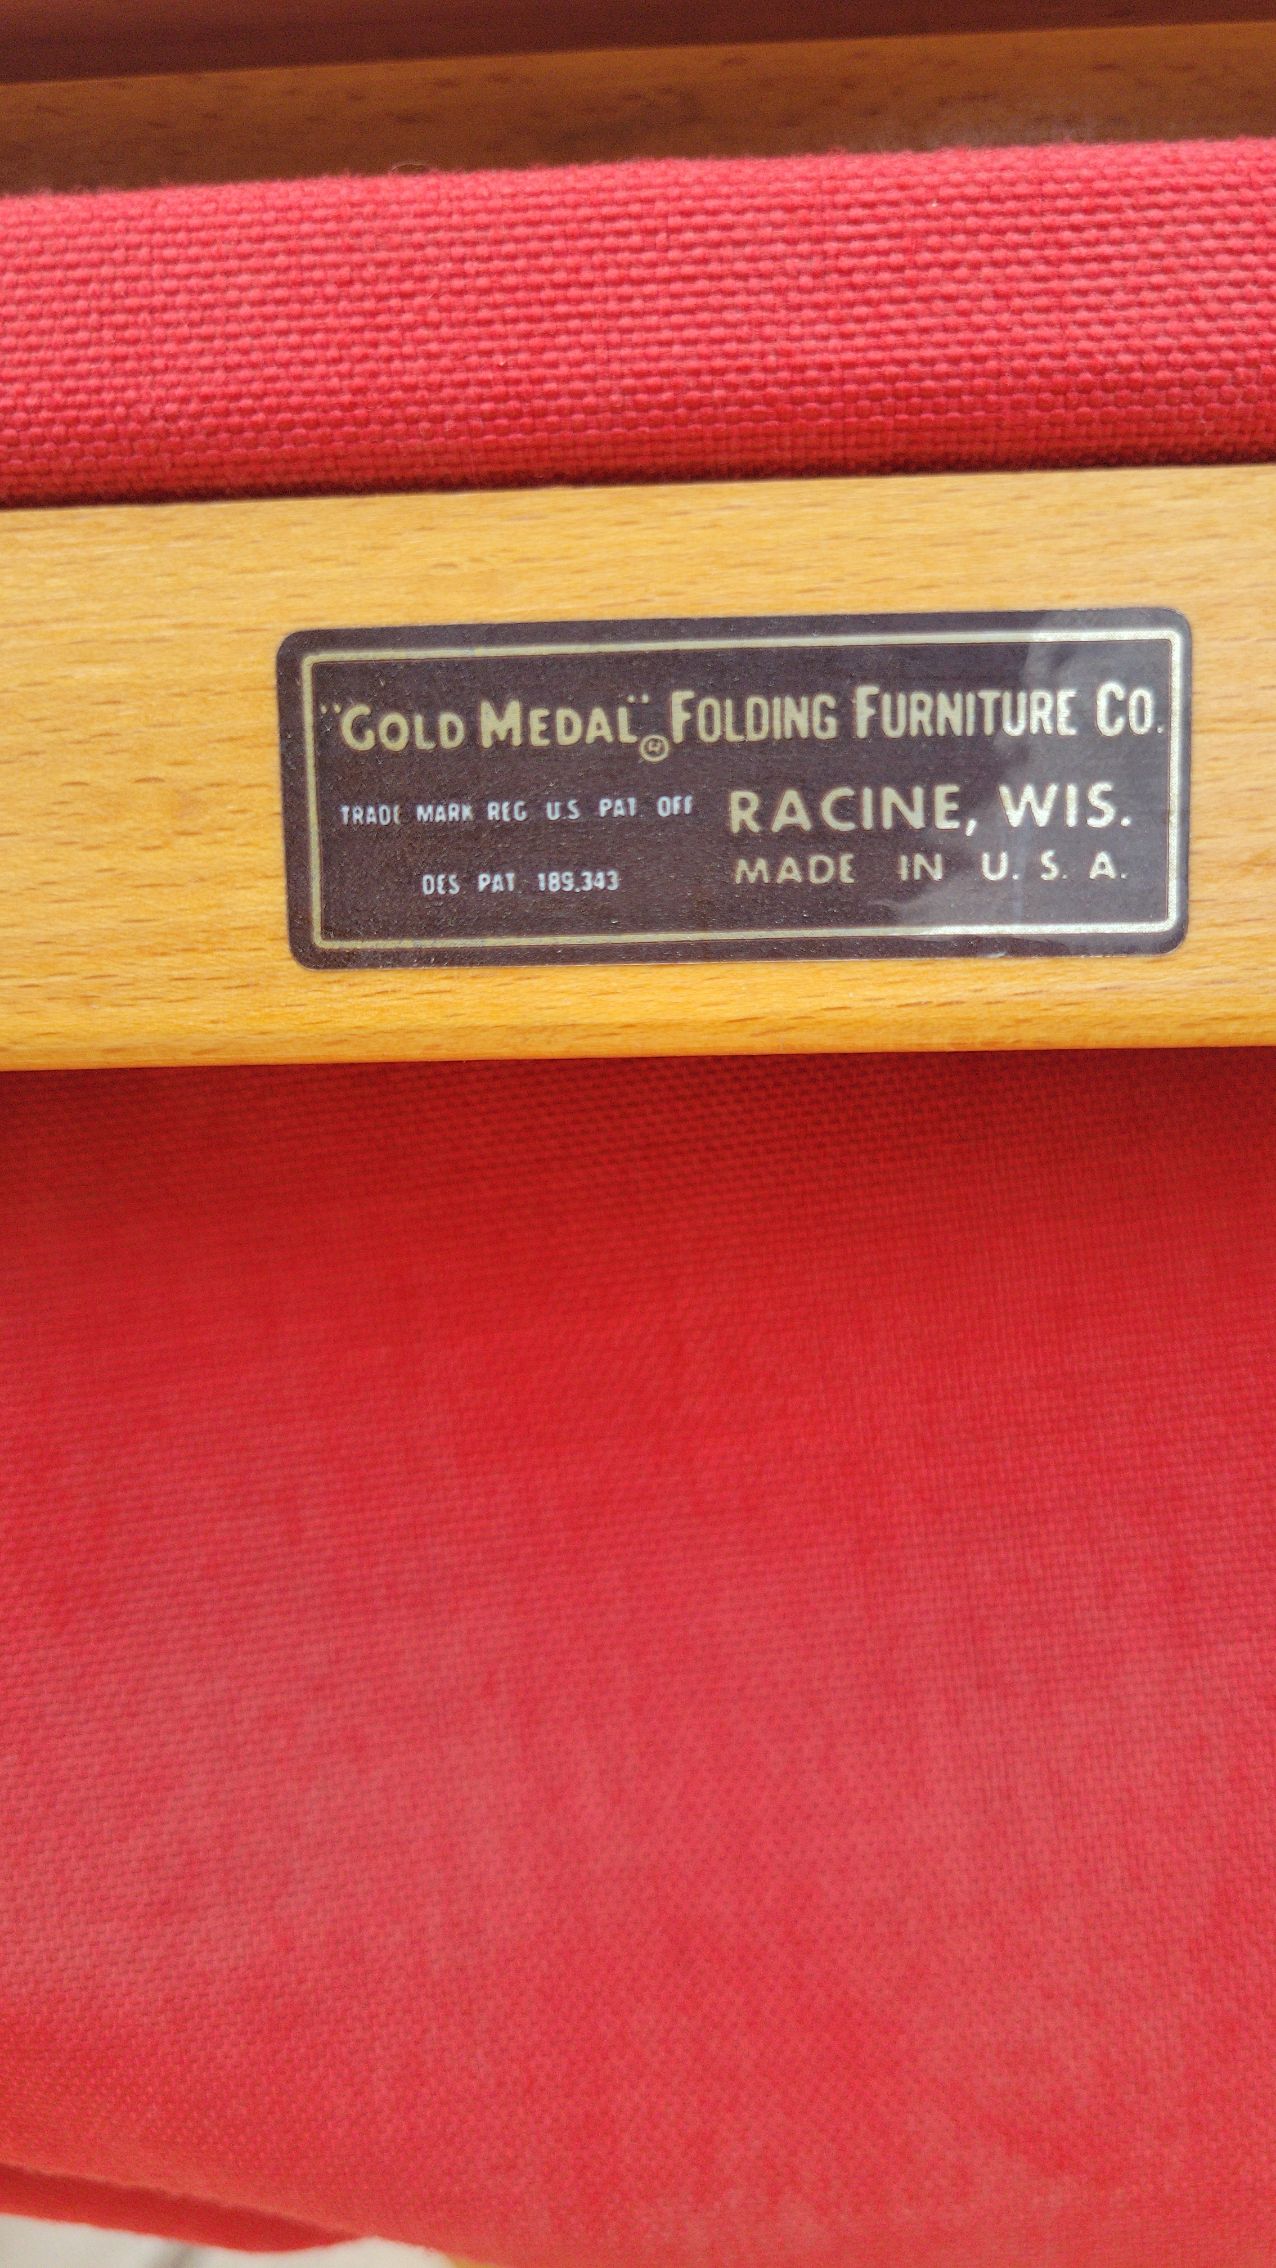 "GOLD MEDAL"® FOLDING FURNITURE CO.
TRADE MARK REG U.S PAT OFF RACINE, WIS.
MADE IN U. S. A.
DES PAT 189.343